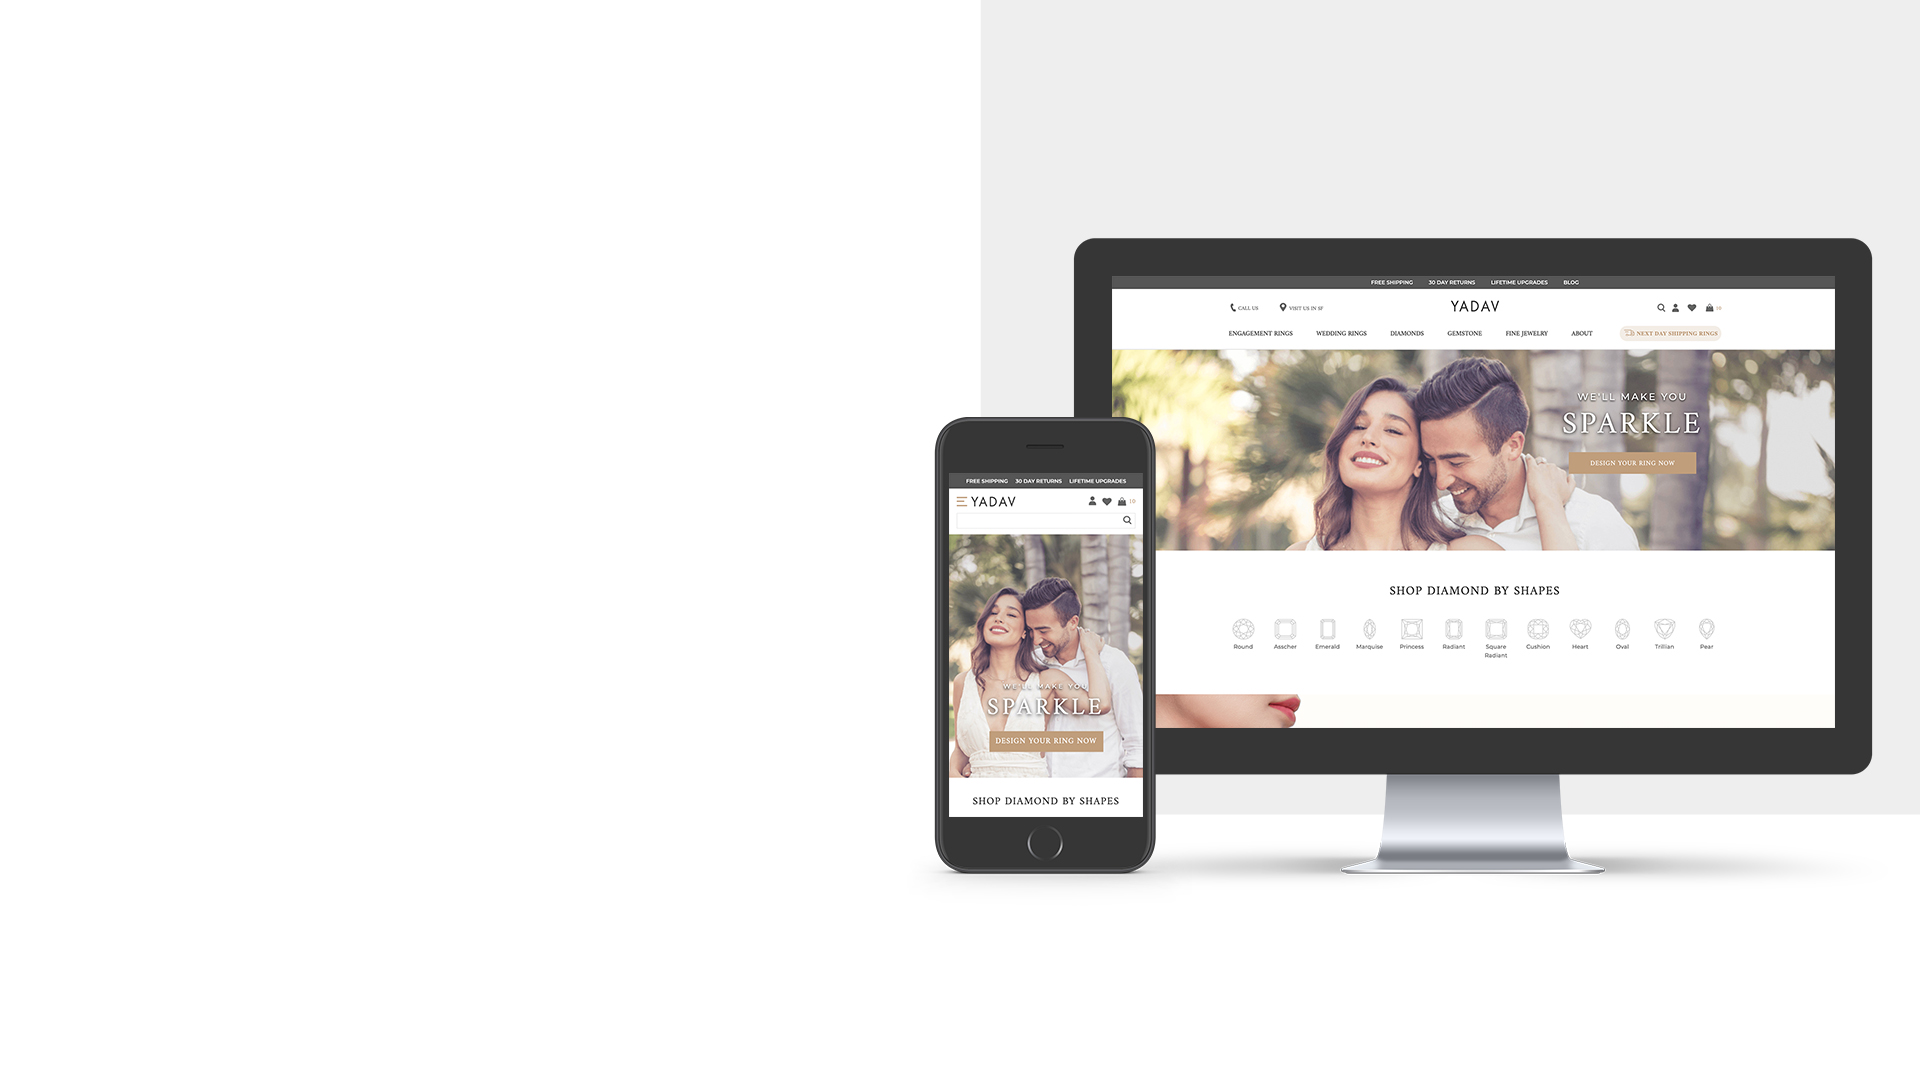 FREE SHIPPING 30 DAY RETURNS LIFETIME UPGRADES BLOG
CALL US VISIT US IN SF YADAV
ENGAGEMENT RINGS WEDDING RINGS DIAMONDS GEMSTONE FINE JEWELRY ABOUT NEXT DAY SHIPPING RINGS
WE'LL MAKE YOU
SPARKLE
DESIGN YOUR RING NOW
SHOP DIAMOND BY SHAPES
Round Asscher Emerald Marquise Princess Radiant Square Cushion Heart Oval Trillian Pear
Radiant
FREE SHIPPING 30 DAY RETURNS LIFETIME UPGRADES
YADAV
WE'LL MAKE YOU
SPARKLE
DESIGN YOUR RING NOW
SHOP DIAMOND BY SHAPES